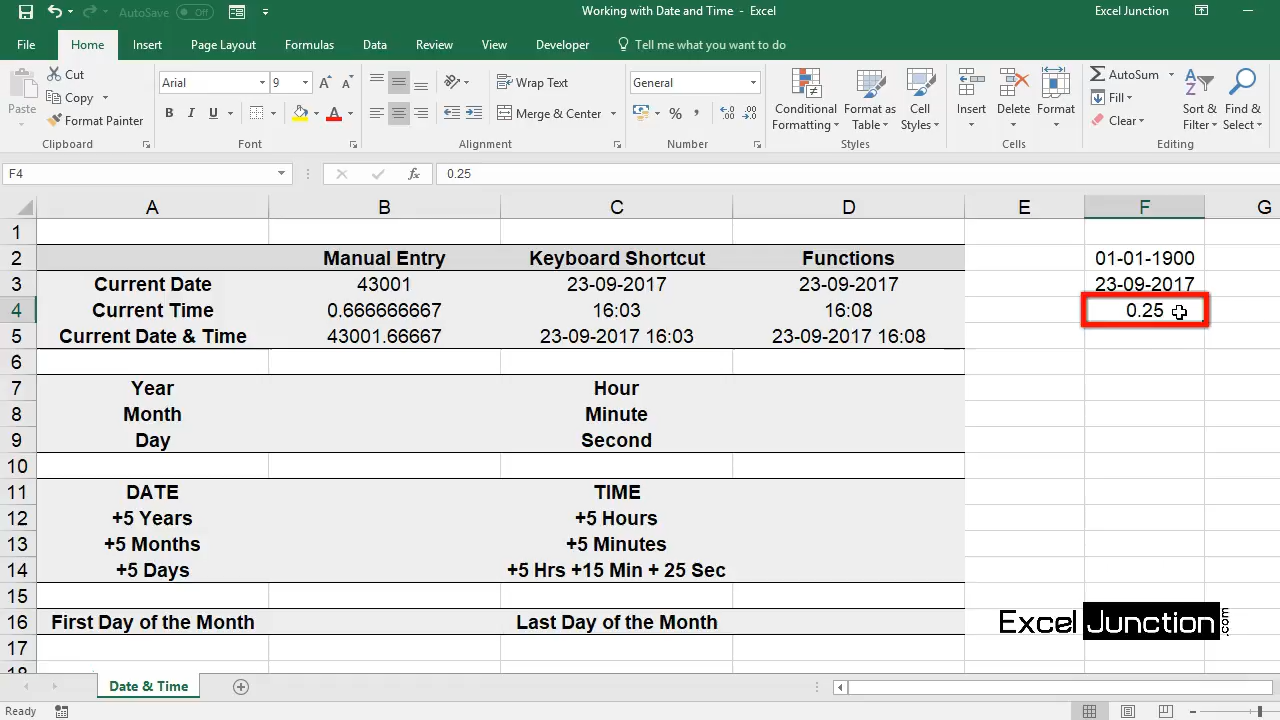 AutoSave Off
Working with Date and Time - Excel
Excel Junction
File Home Insert Page Layout Formulas Data Review View Developer Tell me what you want to do
Paste
Cut
Copy
Format Painter
Clipboard
Arial 9
B I U
Font
Wrap Text
Merge & Center
Alignment
General
Number
Conditional Formatting
Format as Table
Cell Styles
Styles
Insert
Delete
Format
Cells
AutoSum
Fill
Clear
Sort & Filter
Find & Select
Editing
F4 fx 0.25
A B C D E F G
1
2 Manual Entry Keyboard Shortcut Functions 01-01-1900
3 Current Date 43001 23-09-2017 23-09-2017 23-09-2017
4 Current Time 0.666666667 16:03 16:08 0.25
5 Current Date & Time 43001.66667 23-09-2017 16:03 23-09-2017 16:08
6
7 Year Hour
8 Month Minute
9 Day Second
10
11 DATE TIME
12 +5 Years +5 Hours
13 +5 Months +5 Minutes
14 +5 Days +5 Hrs +15 Min + 25 Sec
15
16 First Day of the Month Last Day of the Month
17
18
Excel Junction .com
Date & Time
Ready